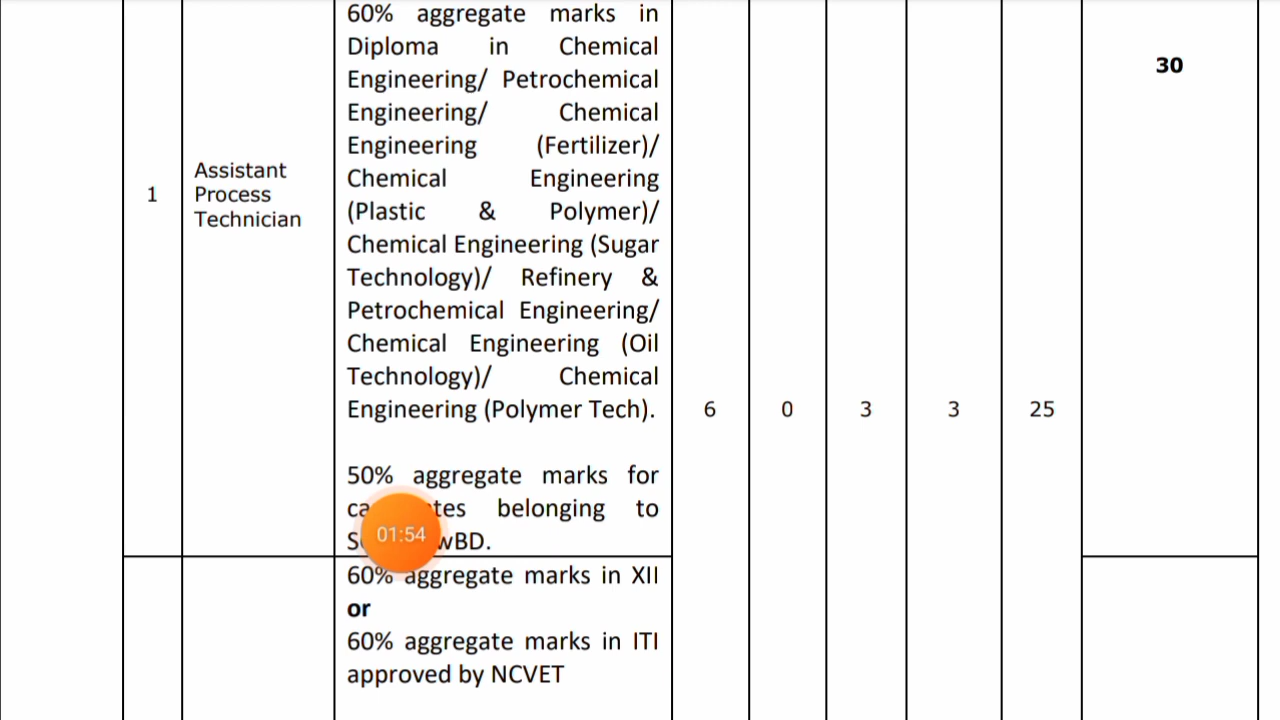 60% aggregate marks in
Diploma in Chemical
Engineering/ Petrochemical
Engineering/ Chemical
Engineering (Fertilizer)/
Chemical Engineering
(Plastic & Polymer)/
Chemical Engineering (Sugar
Technology)/ Refinery &
Petrochemical Engineering/
Chemical Engineering (Oil
Technology)/ Chemical
Engineering (Polymer Tech).
50% aggregate marks for
belonging to
1
Assistant
Process
Technician
6 0 3 3 25
30
01:54
60% aggregate marks in XII
or
60% aggregate marks in ITI
approved by NCVET